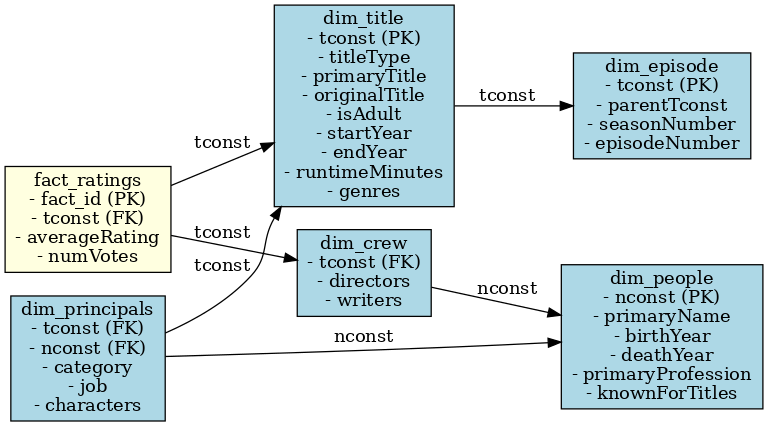 dim_title
- tconst (PK)
- titleType
- primaryTitle
- originalTitle
- isAdult
- startYear
- endYear
- runtimeMinutes
- genres
tconst
dim_episode
- tconst (PK)
- parentTconst
- seasonNumber
- episodeNumber
fact_ratings
- fact_id (PK)
- tconst (FK)
- averageRating
- numVotes
tconst
tconst
tconst
dim_crew
- tconst (FK)
- directors
- writers
nconst
dim_people
- nconst (PK)
- primaryName
- birthYear
- deathYear
- primaryProfession
- knownForTitles
dim_principals
- tconst (FK)
- nconst (FK)
- category
- job
- characters
nconst